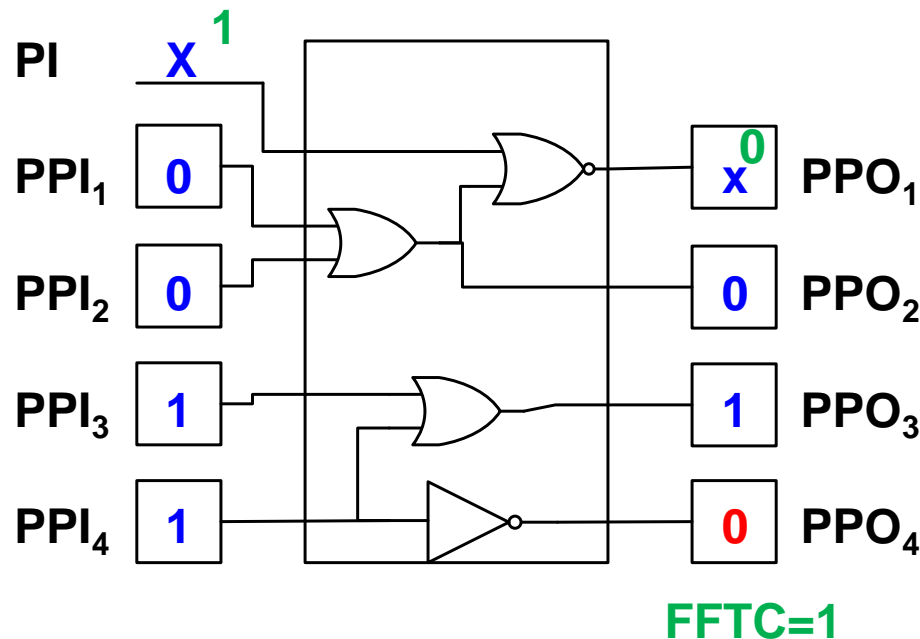 PI X 1
PPI₁ 0 x 0 PPO₁
PPI₂ 0 0 PPO₂
PPI₃ 1 1 PPO₃
PPI₄ 1 0 PPO₄
FFTC=1